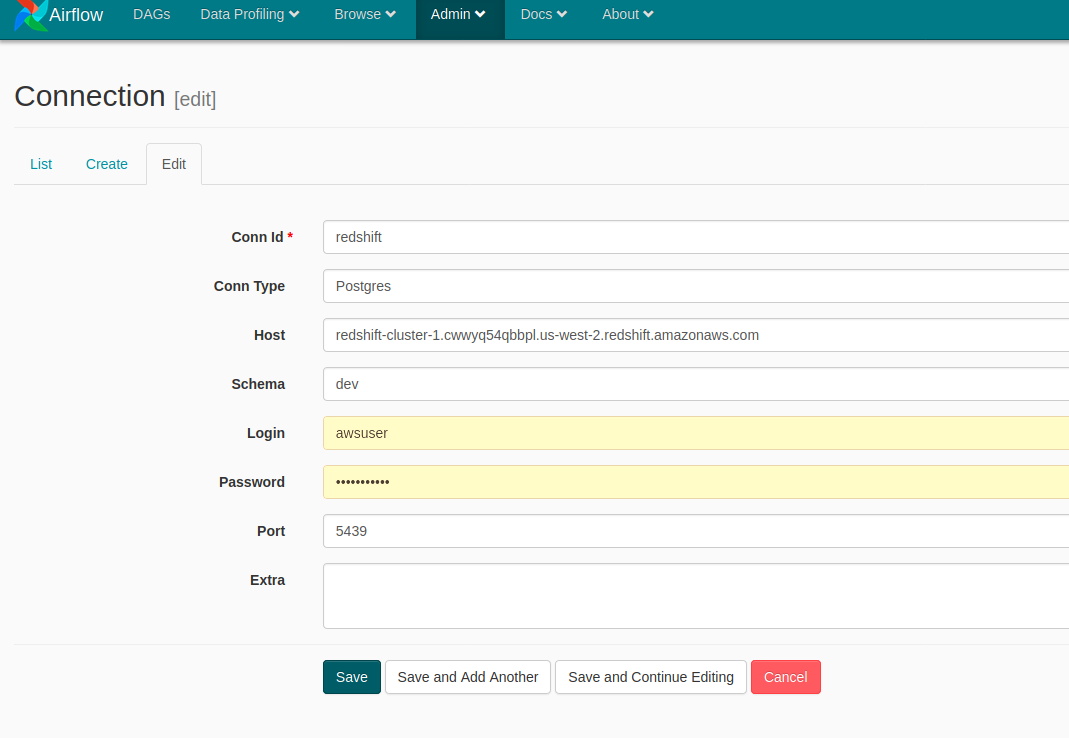 Airflow DAGs Data Profiling Browse Admin Docs About
Connection [edit]
List Create Edit
Conn Id * redshift
Conn Type Postgres
Host redshift-cluster-1.cwwyq54qbbpl.us-west-2.redshift.amazonaws.com
Schema dev
Login awsuser
Password •••••••••••
Port 5439
Extra
Save Save and Add Another Save and Continue Editing Cancel